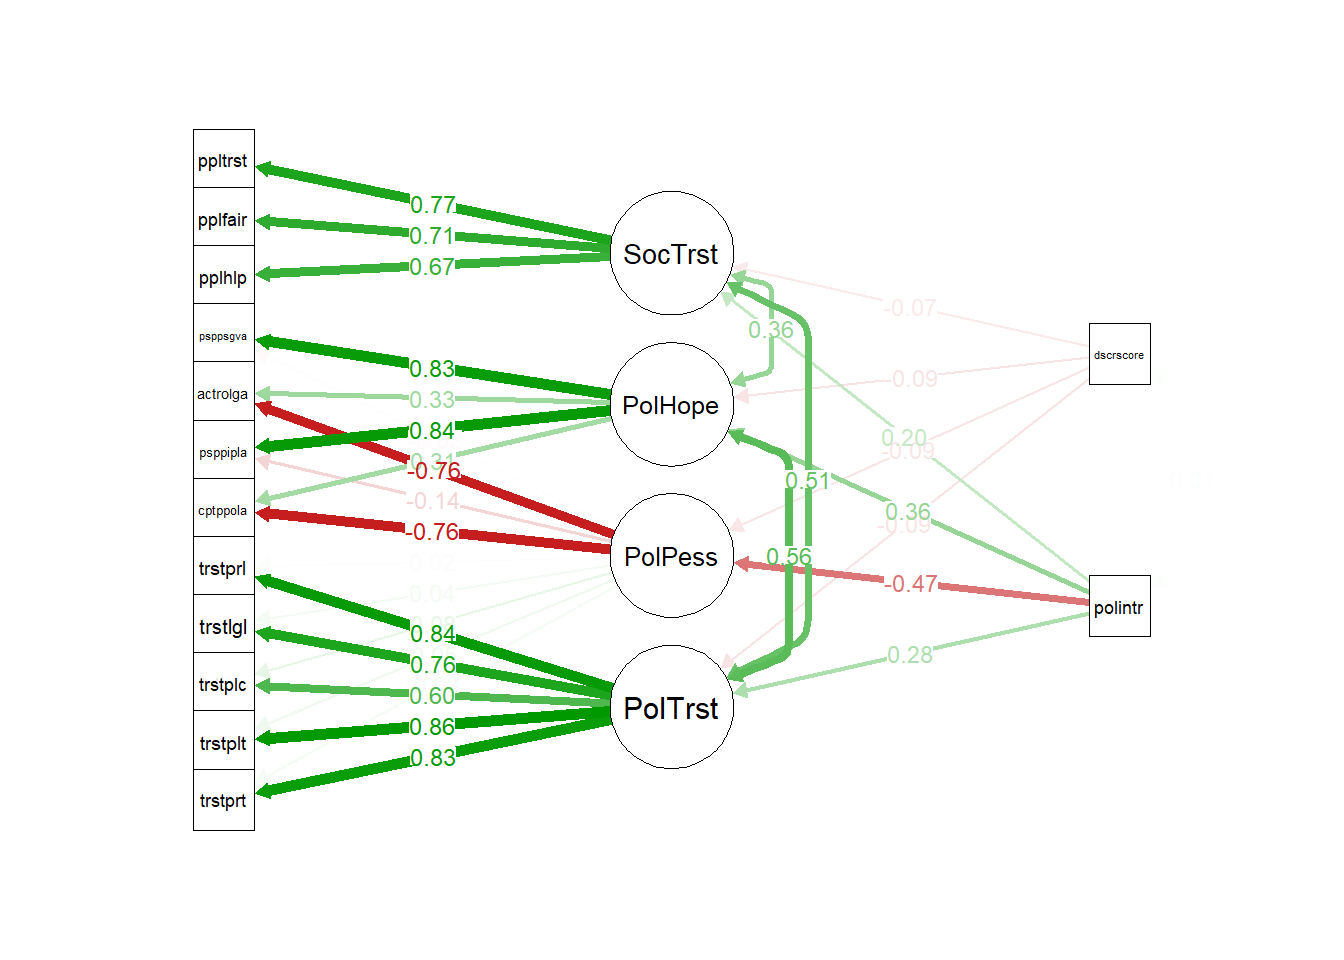 ppltrst
pplfair
pplhlp
psppsgva
actrolga
psppipla
cptppola
trstprl
trstlgl
trstplc
trstplt
trstprt
0.77
0.71
0.67
0.83
0.33
0.84
-0.76
-0.14
-0.76
0.02
0.04
0.84
0.76
0.60
0.86
0.83
SocTrst
PolHope
PolPess
PolTrst
0.36
0.51
0.56
-0.07
-0.09
0.20
-0.09
0.36
-0.09
-0.47
0.28
dscrscore
polintr